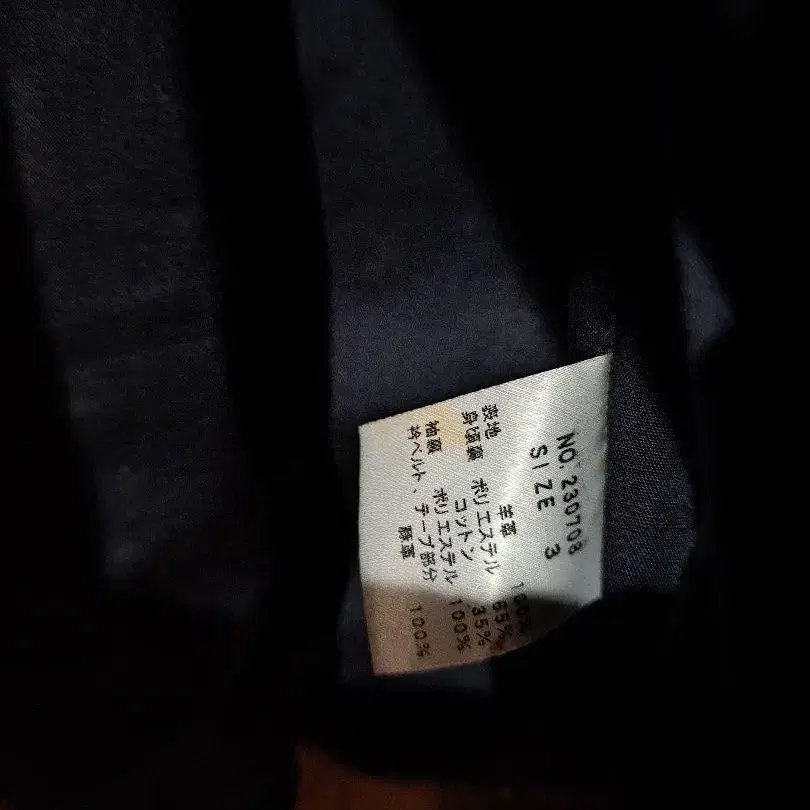 NO. 230708
SIZE 3
表地 羊革 100%
身頃裏 ポリエステル 65%
コットン 35%
袖裏 ポリエステル 100%
衿ベルト、テープ部分
豚革 100%